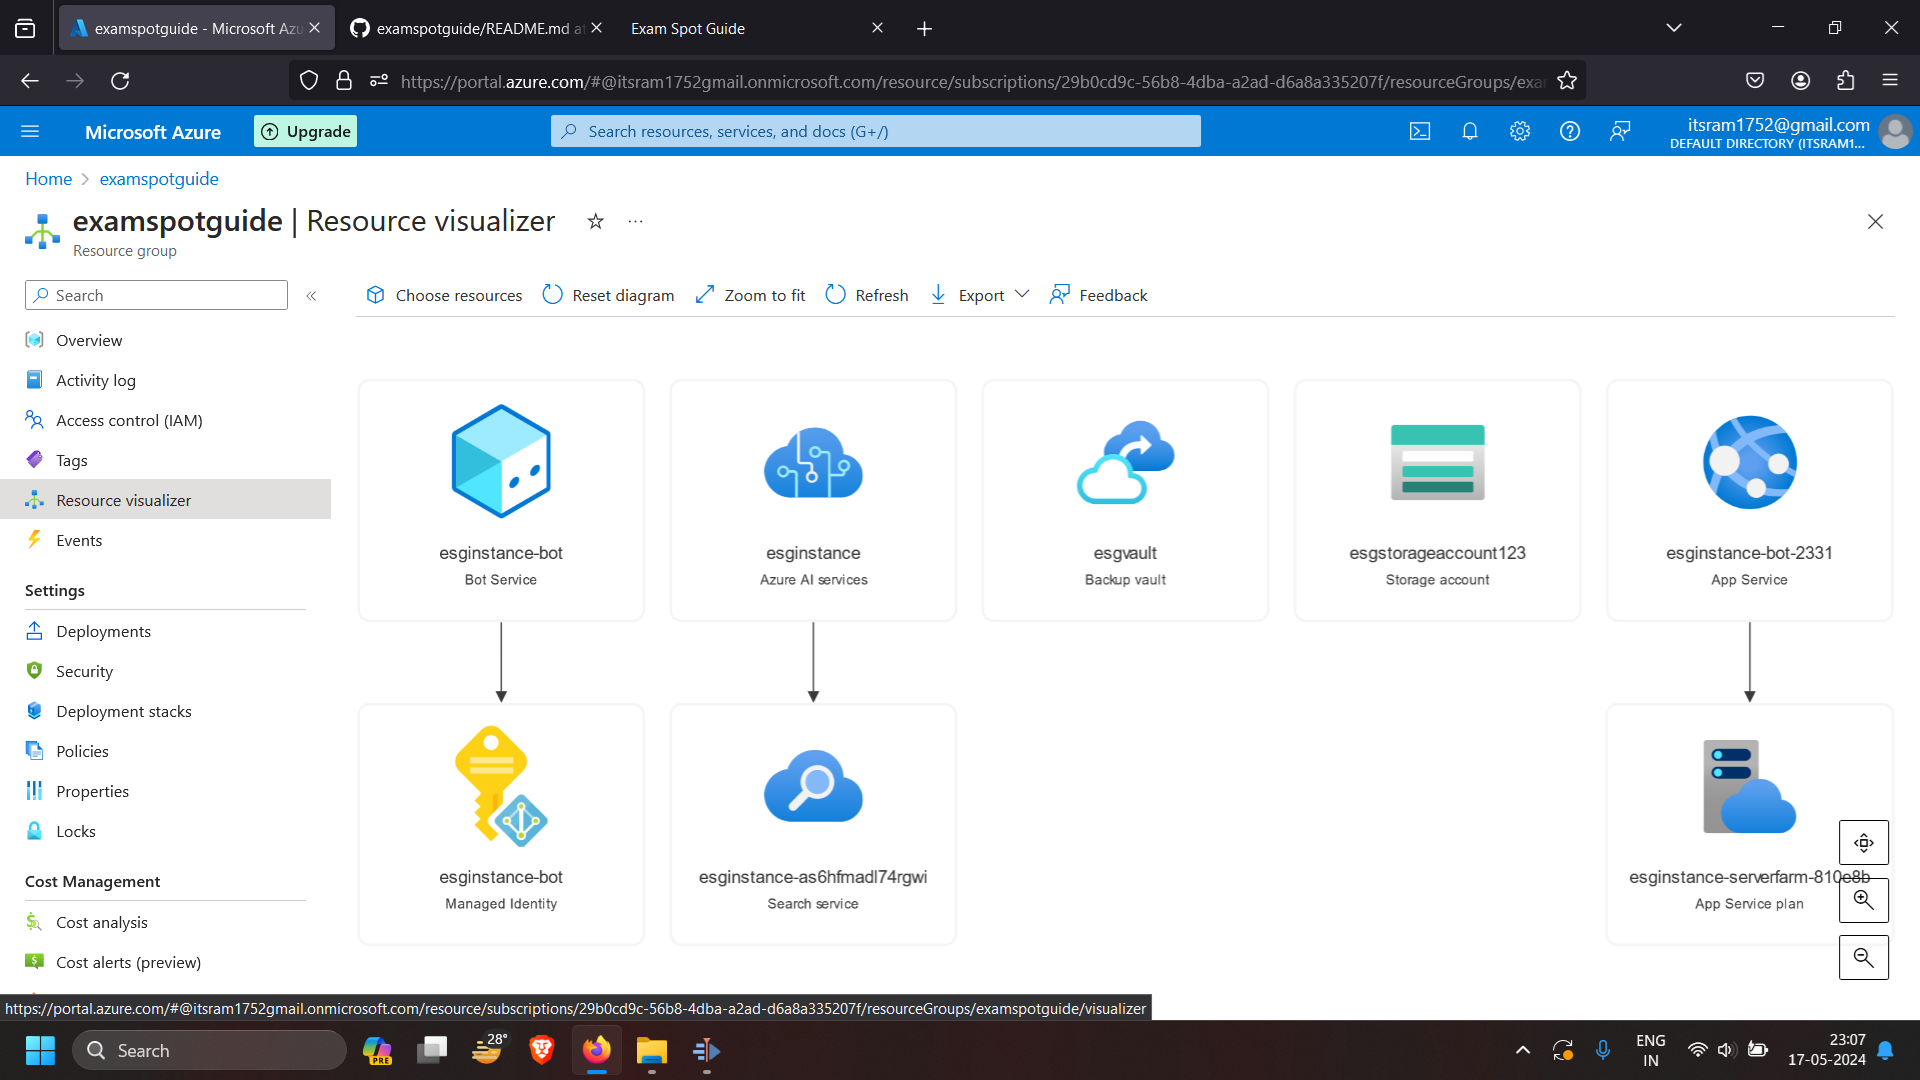 examspotguide - Microsoft Azu
examspotguide/README.md at
Exam Spot Guide
https://portal.azure.com/#@itsram1752gmail.onmicrosoft.com/resource/subscriptions/29b0cd9c-56b8-4dba-a2ad-d6a8a335207f/resourceGroups/exam
Microsoft Azure
Upgrade
Search resources, services, and docs (G+/)
itsram1752@gmail.com
DEFAULT DIRECTORY (ITSRAM1...
Home
examspotguide
examspotguide | Resource visualizer
Resource group
Search
Choose resources
Reset diagram
Zoom to fit
Refresh
Export
Feedback
Overview
Activity log
Access control (IAM)
Tags
Resource visualizer
Events
Settings
Deployments
Security
Deployment stacks
Policies
Properties
Locks
Cost Management
Cost analysis
Cost alerts (preview)
esginstance-bot
Bot Service
esginstance
Azure AI services
esgvault
Backup vault
esgstorageaccount123
Storage account
esginstance-bot-2331
App Service
esginstance-bot
Managed Identity
esginstance-as6hfmadl74rgwi
Search service
esginstance-serverfarm-810e8b
App Service plan
https://portal.azure.com/#@itsram1752gmail.onmicrosoft.com/resource/subscriptions/29b0cd9c-56b8-4dba-a2ad-d6a8a335207f/resourceGroups/examspotguide/visualizer
Search
PRE
28°
ENG
IN
23:07
17-05-2024